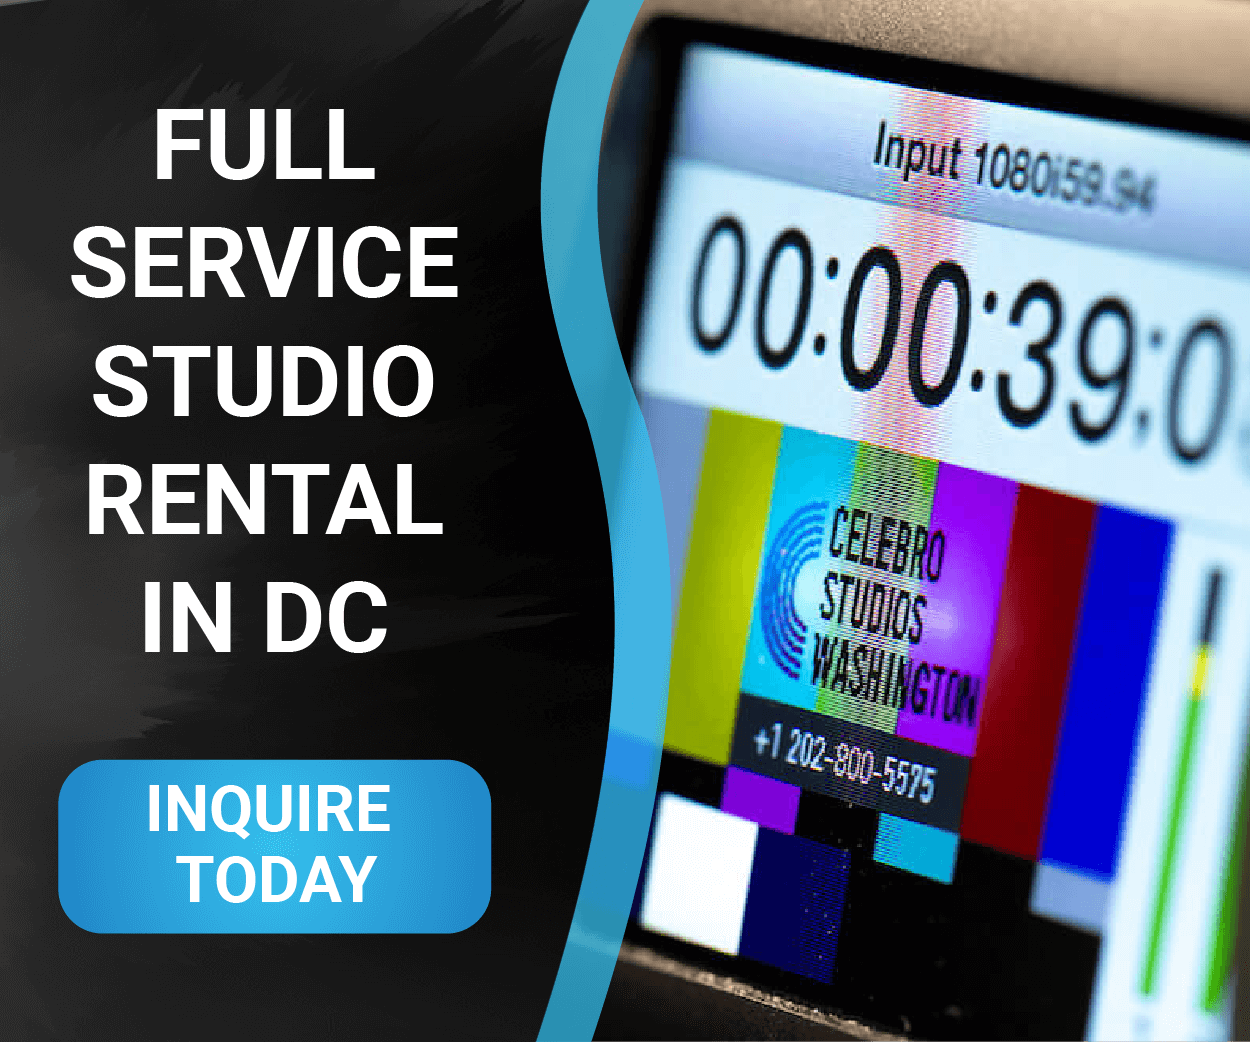 FULL
SERVICE
STUDIO
RENTAL
IN DC
INQUIRE
TODAY
Input 1080i59.94
00:00:39:0
CELEBRO
STUDIOS
WASHINGTON
+1 202-800-5575